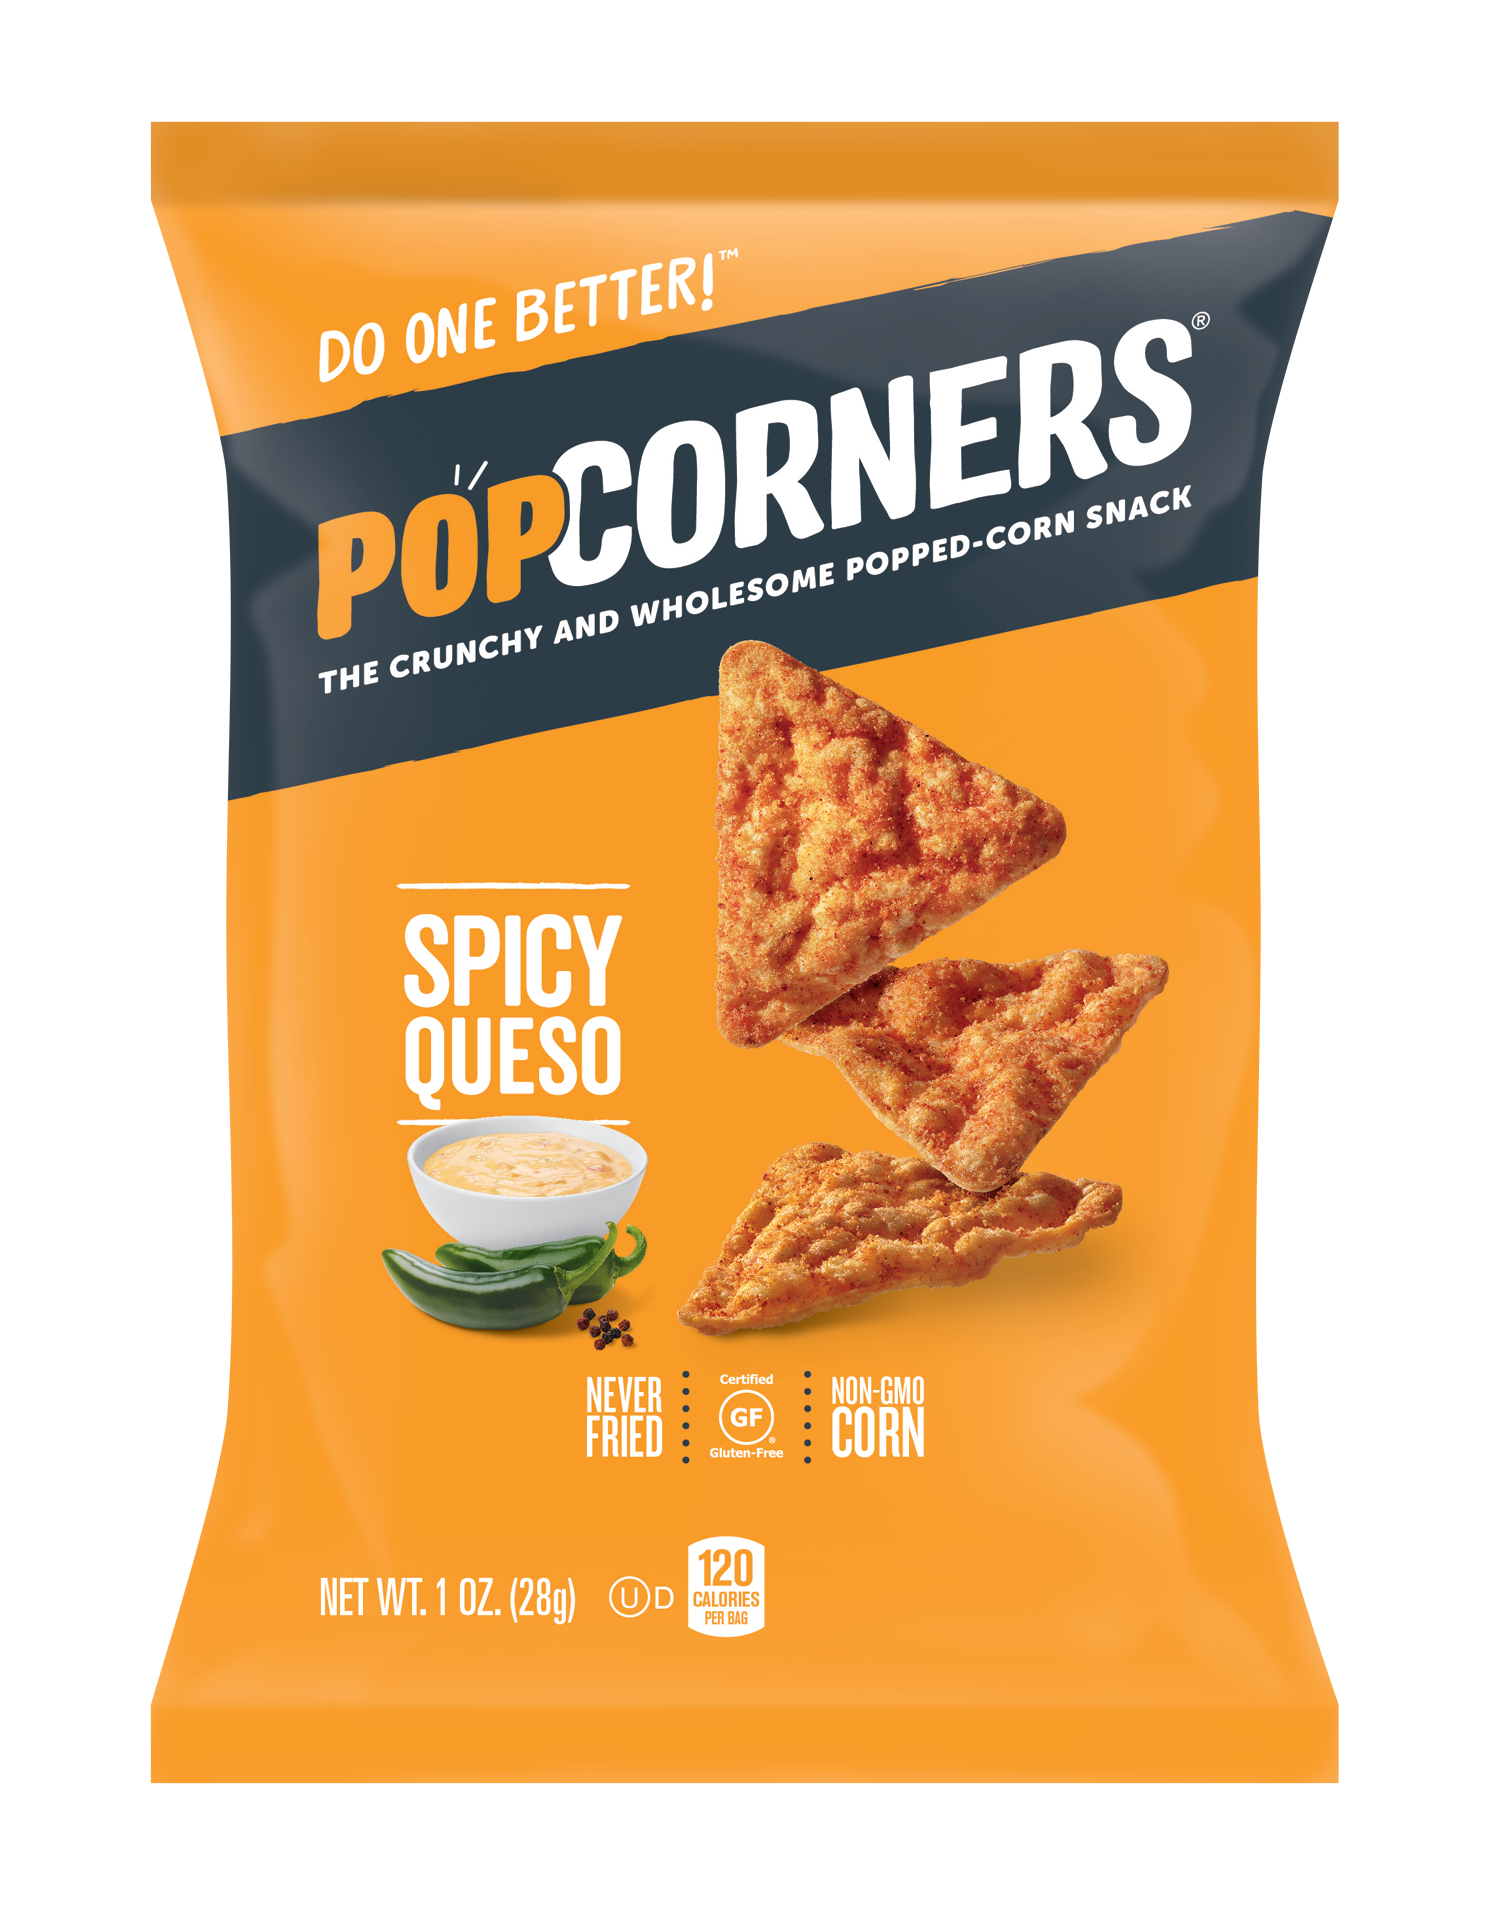 DO ONE BETTER!™
POPCORNERS®
THE CRUNCHY AND WHOLESOME POPPED-CORN SNACK
SPICY
QUESO
NEVER
FRIED
Certified
GF®
Gluten-Free
NON-GMO
CORN
NET WT. 1 OZ. (28g)
U D
120
CALORIES
PER BAG